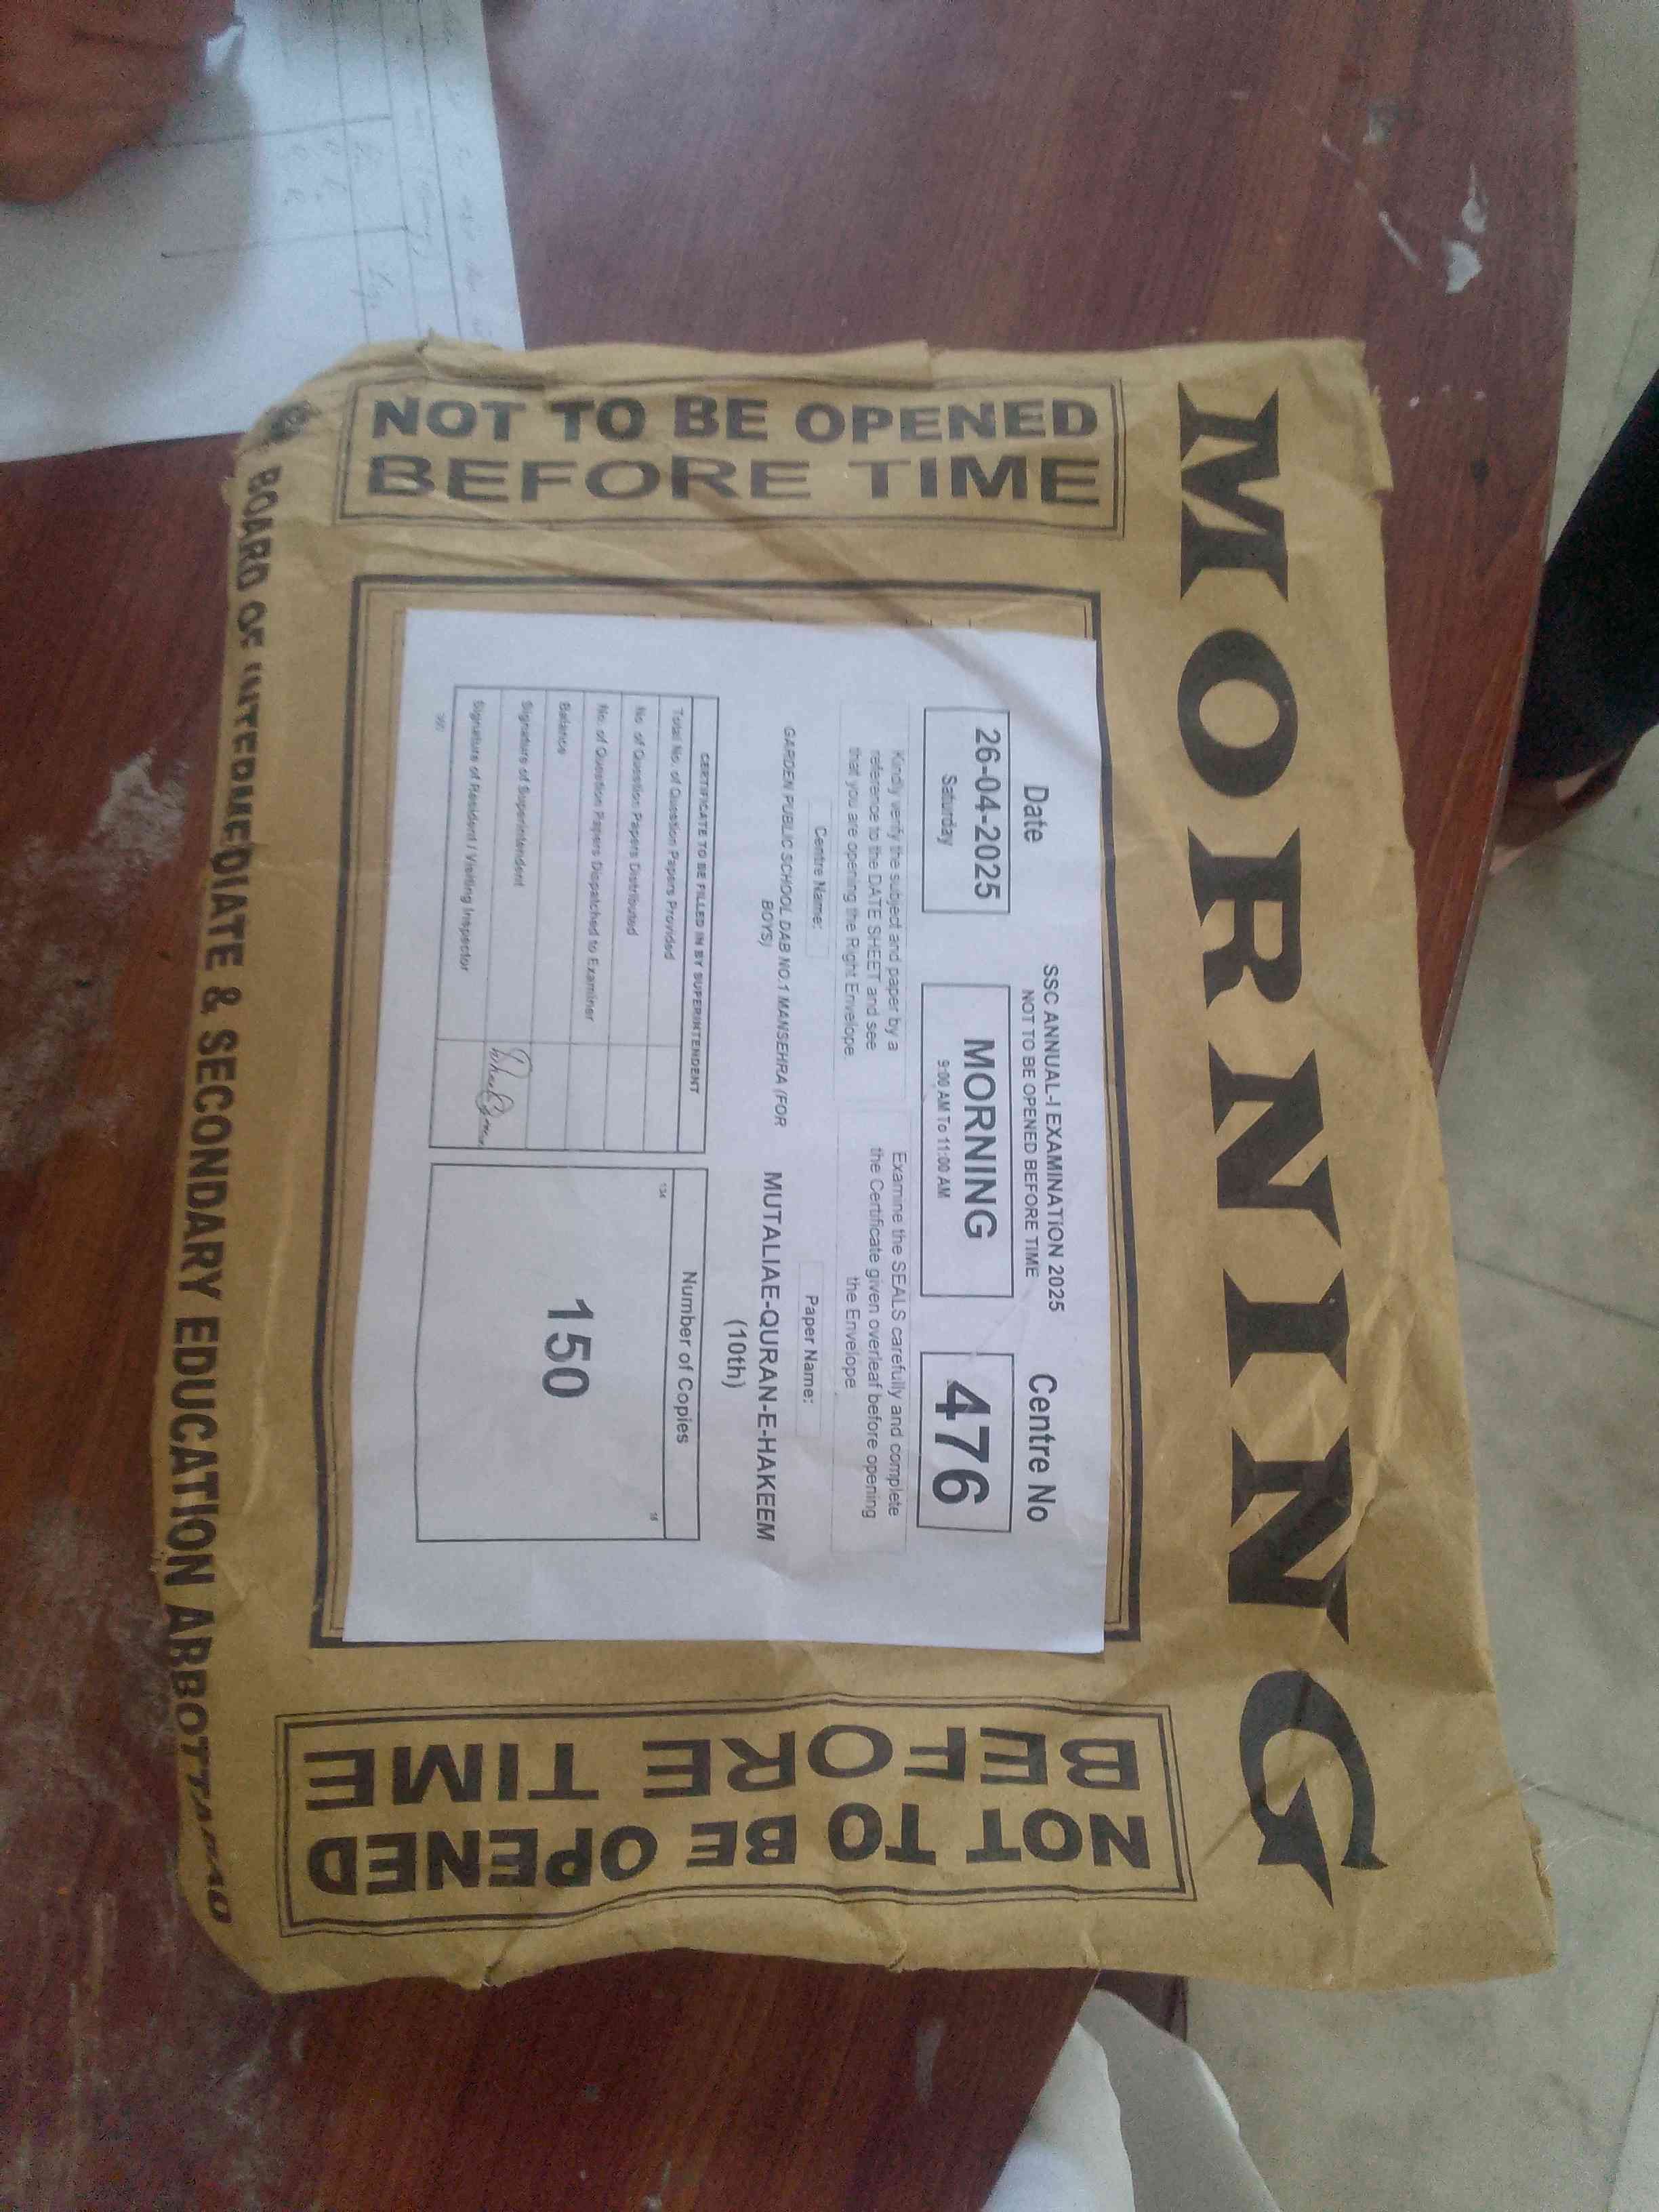 MORNING
NOT TO BE OPENED
BEFORE TIME
SSC ANNUAL-I EXAMINATION 2025
NOT TO BE OPENED BEFORE TIME
Date
26-04-2025
Saturday
MORNING
9:00 AM To 11:00 AM
Centre No
476
Kindly verify the subject and paper by a
reference to the DATE SHEET and see
that you are opening the Right Envelope.
Examine the SEALS carefully and complete
the Certificate given overleaf before opening
the Envelope
Centre Name:
GARDEN PUBLIC SCHOOL DAB NO.1 MANSEHRA (FOR
BOYS)
Paper Name:
MUTALIAE-QURAN-E-HAKEEM
(10th)
CERTIFICATE TO BE FILLED IN BY SUPERINTENDENT
Total No. of Question Papers Provided
No. of Question Papers Distributed
No. of Question Papers Dispatched to Examiner
Balance
Signature of Superintendent
Signature of Resident / Visiting Inspector
Number of Copies
134
150
NOT TO BE OPENED
BEFORE TIME
BOARD OF INTERMEDIATE & SECONDARY EDUCATION ABBOTTABAD